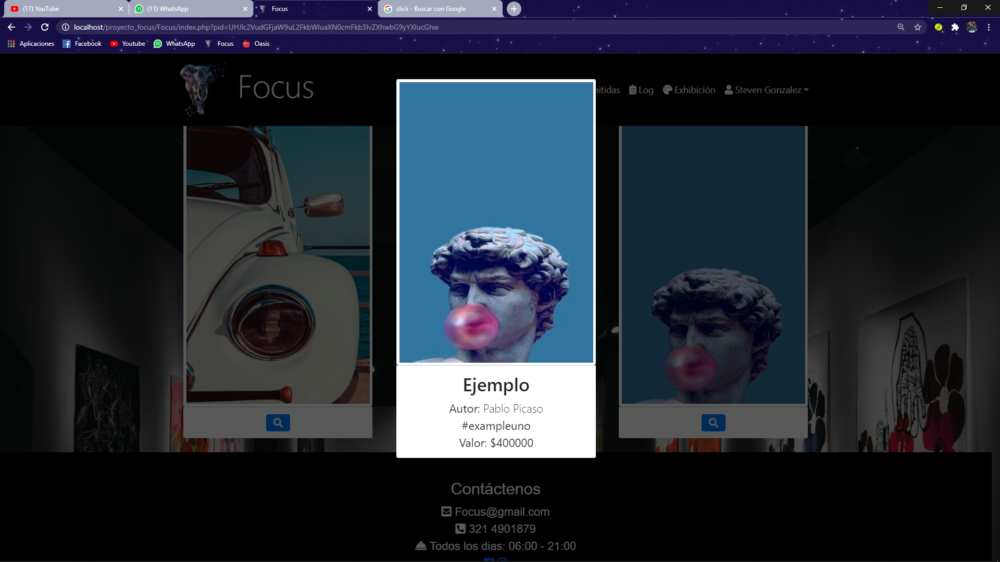 (17) YouTube
(11) WhatsApp
Focus
click - Buscar con Google
localhost/proyecto_focus/Focus/index.php?pid=
Aplicaciones
Facebook
Youtube
WhatsApp
Focus
Oasis
Focus
Log
Exhibición
Steven Gonzalez
Ejemplo
Autor: Pablo Picaso
#exampleuno
Valor: $400000
Contáctenos
Focus@gmail.com
321 4901879
Todos los dias: 06:00 - 21:00